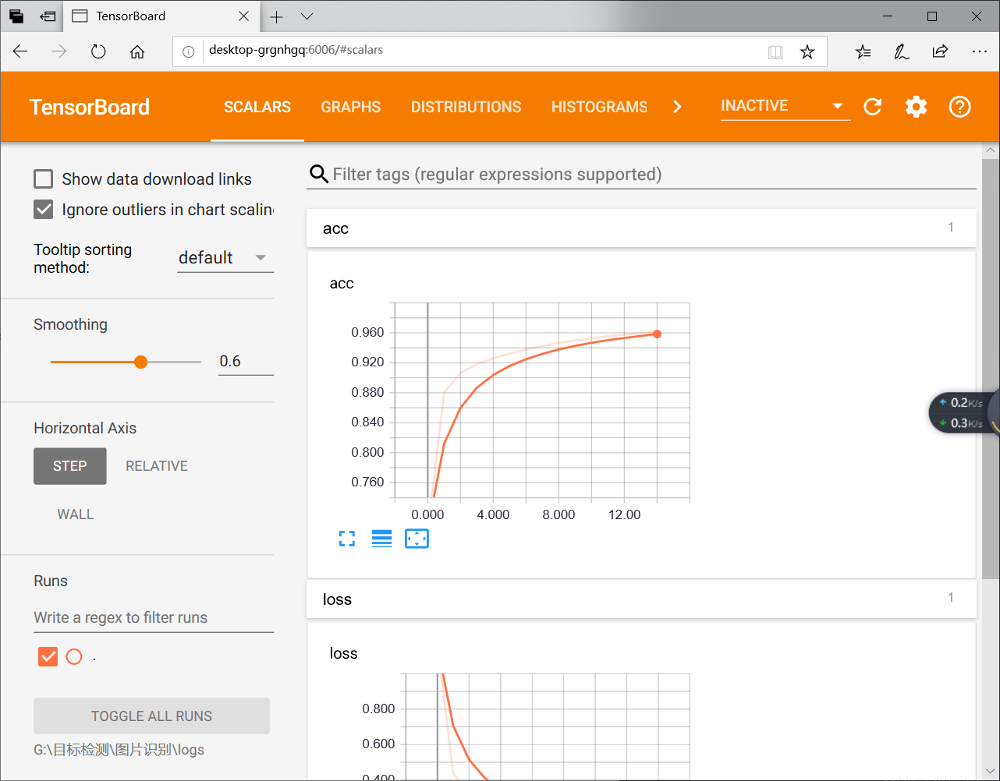 TensorBoard
desktop-grgnhgq:6006/#scalars
TensorBoard
SCALARS
GRAPHS
DISTRIBUTIONS
HISTOGRAMS
INACTIVE
Show data download links
Ignore outliers in chart scalin
Tooltip sorting
method:
default
Smoothing
0.6
Horizontal Axis
STEP
RELATIVE
WALL
Runs
Write a regex to filter runs
.
TOGGLE ALL RUNS
G:\目标检测\图片识别\logs
Filter tags (regular expressions supported)
acc
1
acc
0.960
0.920
0.880
0.840
0.800
0.760
0.000
4.000
8.000
12.00
loss
1
loss
0.800
0.600
0.400
0.2K/s
0.3K/s